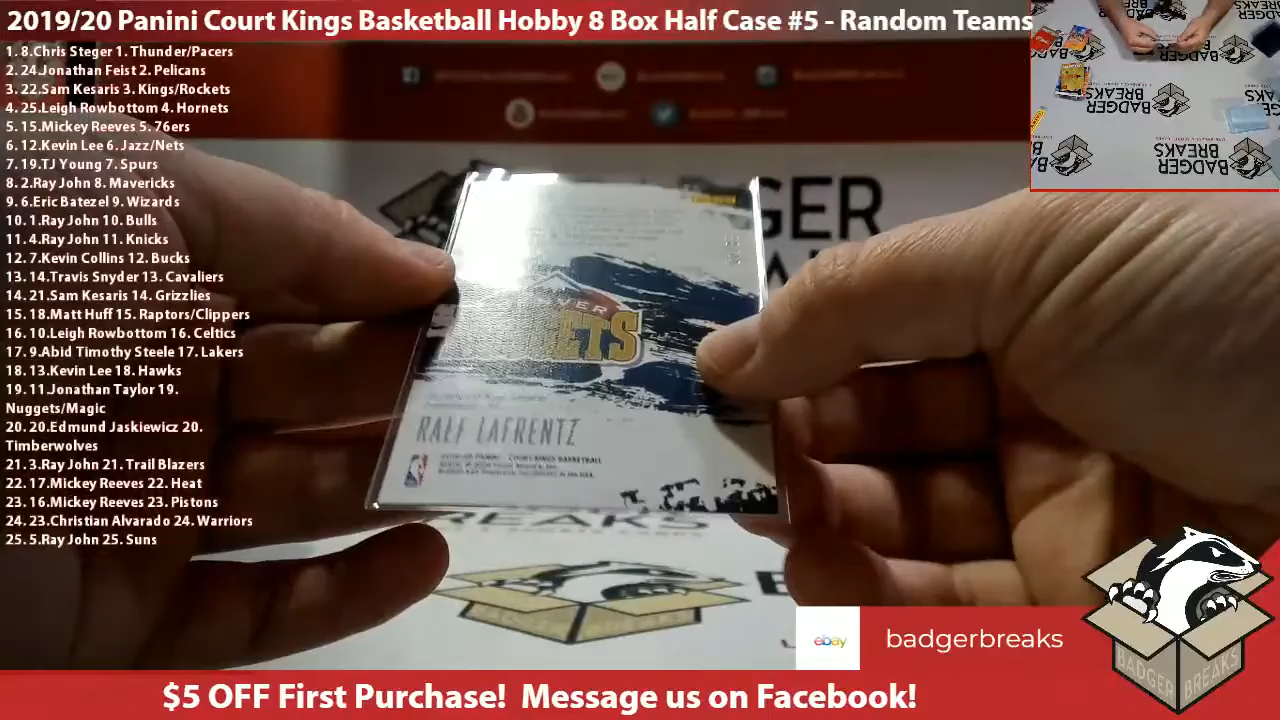 2019/20 Panini Court Kings Basketball Hobby 8 Box Half Case #5 - Random Teams
1. 8.Chris Steger 1. Thunder/Pacers
2. 24.Jonathan Feist 2. Pelicans
3. 22.Sam Kesaris 3. Kings/Rockets
4. 25.Leigh Rowbottom 4. Hornets
5. 15.Mickey Reeves 5. 76ers
6. 12.Kevin Lee 6. Jazz/Nets
7. 19.TJ Young 7. Spurs
8. 2.Ray John 8. Mavericks
9. 6.Eric Batezel 9. Wizards
10. 1.Ray John 10. Bulls
11. 4.Ray John 11. Knicks
12. 7.Kevin Collins 12. Bucks
13. 14.Travis Snyder 13. Cavaliers
14. 21.Sam Kesaris 14. Grizzlies
15. 18.Matt Huff 15. Raptors/Clippers
16. 10.Leigh Rowbottom 16. Celtics
17. 9.Abid Timothy Steele 17. Lakers
18. 13.Kevin Lee 18. Hawks
19. 11.Jonathan Taylor 19.
Nuggets/Magic
20. 20.Edmund Jaskiewicz 20.
Timberwolves
21. 3.Ray John 21. Trail Blazers
22. 17.Mickey Reeves 22. Heat
23. 16.Mickey Reeves 23. Pistons
24. 23.Christian Alvarado 24. Warriors
25. 5.Ray John 25. Suns
GER
ETS
RAEF LAFRENTZ
BREAKS
BADGER
BREAKS
BADGER
BREAKS
BADGER
BREAKS
ebay
badgerbreaks
BADGER BREAKS
$5 OFF First Purchase! Message us on Facebook!